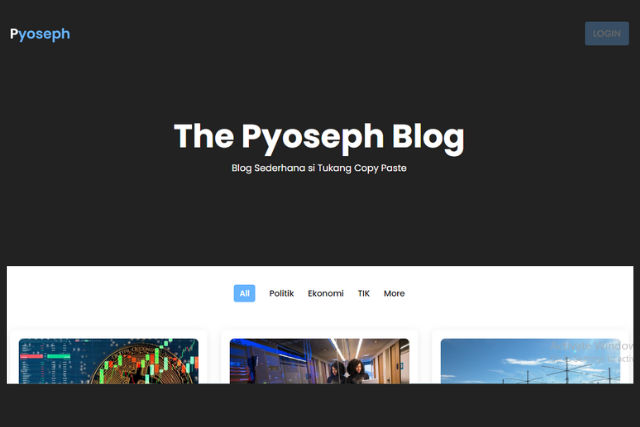 Pyoseph
LOGIN
The Pyoseph Blog
Blog Sederhana si Tukang Copy Paste
All Politik Ekonomi TIK More